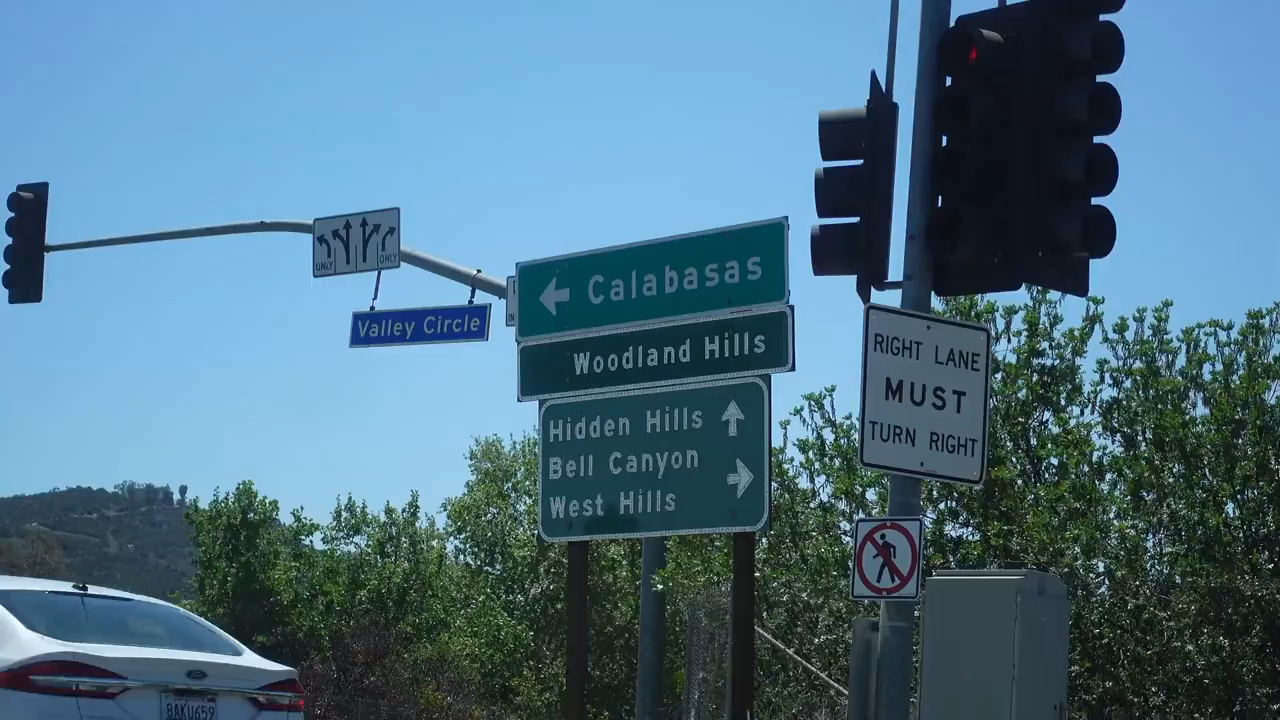 ONLY
ONLY
Valley Circle
Calabasas
Woodland Hills
Hidden Hills
Bell Canyon
West Hills
RIGHT LANE
MUST
TURN RIGHT
8AKU659